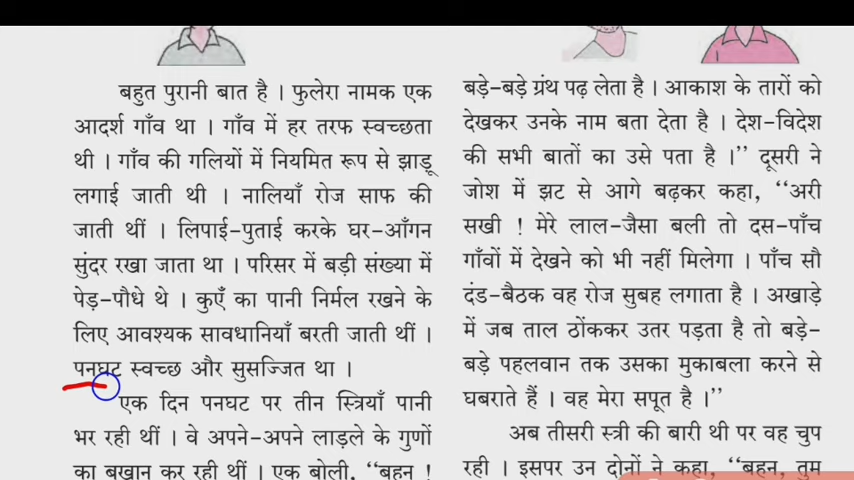 बहुत पुरानी बात है । फुलेरा नामक एक
आदर्श गाँव था । गाँव में हर तरफ स्वच्छता
थी । गाँव की गलियों में नियमित रूप से झाड़ू
लगाई जाती थी । नालियाँ रोज साफ की
जाती थीं । लिपाई-पुताई करके घर-आँगन
सुंदर रखा जाता था । परिसर में बड़ी संख्या में
पेड़-पौधे थे । कुएँ का पानी निर्मल रखने के
लिए आवश्यक सावधानियाँ बरती जाती थीं ।
पनघट स्वच्छ और सुसज्जित था ।
एक दिन पनघट पर तीन स्त्रियाँ पानी
भर रही थीं । वे अपने-अपने लाड़ले के गुणों
का बखान कर रही थीं । एक बोली, ‘‘बहन !
बड़े-बड़े ग्रंथ पढ़ लेता है । आकाश के तारों को
देखकर उनके नाम बता देता है । देश-विदेश
की सभी बातों का उसे पता है ।’’ दूसरी ने
जोश में झट से आगे बढ़कर कहा, ‘‘अरी
सखी ! मेरे लाल-जैसा बली तो दस-पाँच
गाँवों में देखने को भी नहीं मिलेगा । पाँच सौ
दंड-बैठक वह रोज सुबह लगाता है । अखाड़े
में जब ताल ठोंककर उतर पड़ता है तो बड़े-
बड़े पहलवान तक उसका मुकाबला करने से
घबराते हैं । वह मेरा सपूत है ।’’
अब तीसरी स्त्री की बारी थी पर वह चुप
रही । इसपर उन दोनों ने कहा, ‘‘बहन, तुम